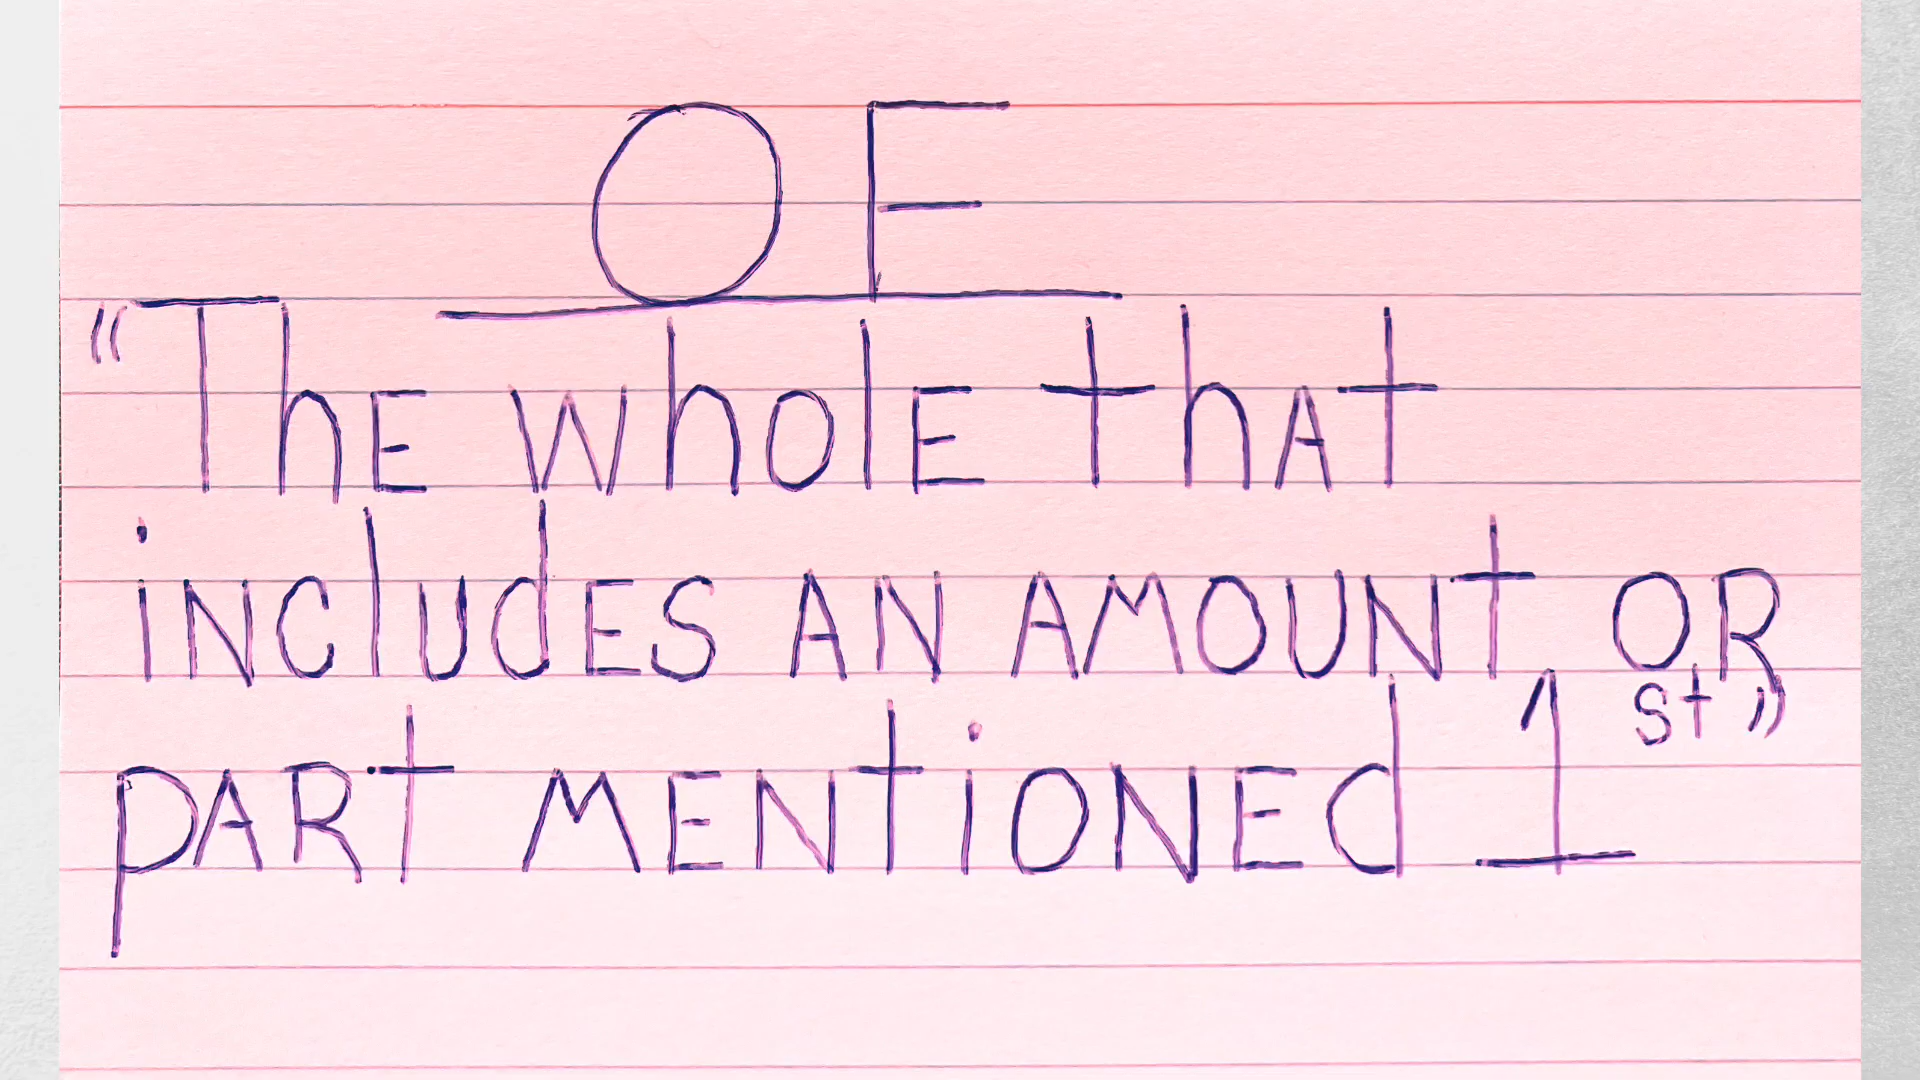 OF
“ThE whOlE thAt
iNCludES AN AMOUNt OR
pARt MENtiONEd 1st”